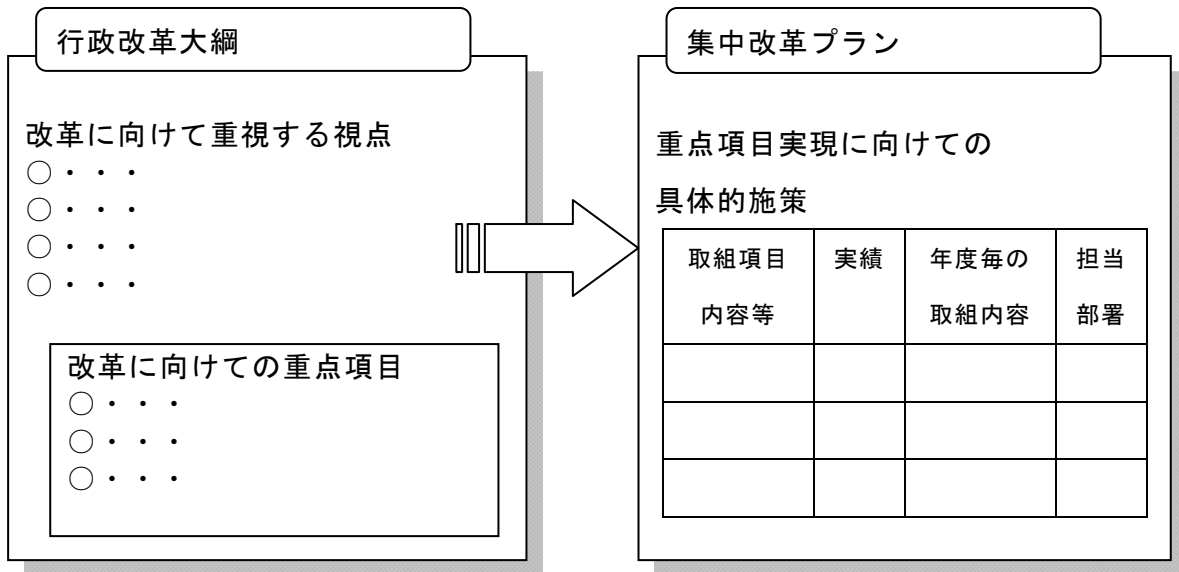 行政改革大綱
改革に向けて重視する視点
○・・・
○・・・
○・・・
○・・・
改革に向けての重点項目
○・・・
○・・・
○・・・
集中改革プラン
重点項目実現に向けての
具体的施策
取組項目
内容等
実績
年度毎の
取組内容
担当
部署